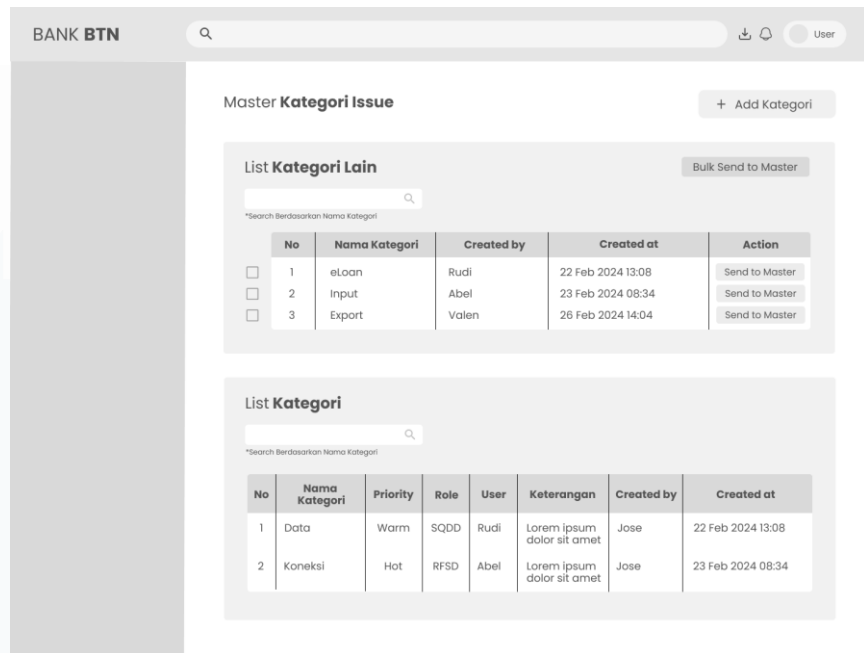 BANK BTN
User
Master Kategori Issue
+ Add Kategori
List Kategori Lain
Bulk Send to Master
*Search Berdasarkan Nama Kategori
No Nama Kategori Created by Created at Action
1 eLoan Rudi 22 Feb 2024 13:08 Send to Master
2 Input Abel 23 Feb 2024 08:34 Send to Master
3 Export Valen 26 Feb 2024 14:04 Send to Master
List Kategori
*Search Berdasarkan Nama Kategori
No Nama Kategori Priority Role User Keterangan Created by Created at
1 Data Warm SQDD Rudi Lorem ipsum dolor sit amet Jose 22 Feb 2024 13:08
2 Koneksi Hot RFSD Abel Lorem ipsum dolor sit amet Jose 23 Feb 2024 08:34